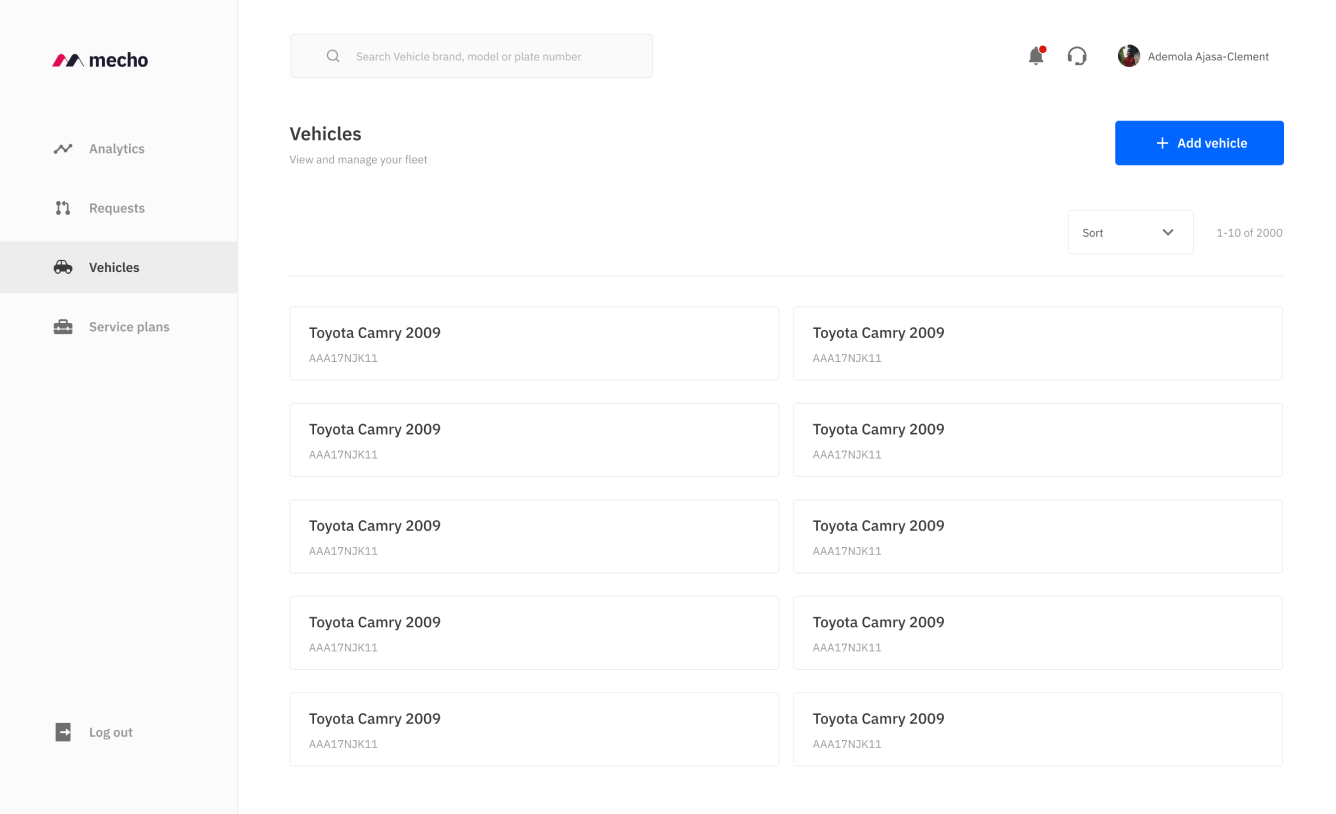 mecho
Search Vehicle brand, model or plate number
Ademola Ajasa-Clement
Analytics
Requests
Vehicles
Service plans
Log out
Vehicles
View and manage your fleet
Add vehicle
Sort
1-10 of 2000
Toyota Camry 2009
AAA17NJK11
Toyota Camry 2009
AAA17NJK11
Toyota Camry 2009
AAA17NJK11
Toyota Camry 2009
AAA17NJK11
Toyota Camry 2009
AAA17NJK11
Toyota Camry 2009
AAA17NJK11
Toyota Camry 2009
AAA17NJK11
Toyota Camry 2009
AAA17NJK11
Toyota Camry 2009
AAA17NJK11
Toyota Camry 2009
AAA17NJK11